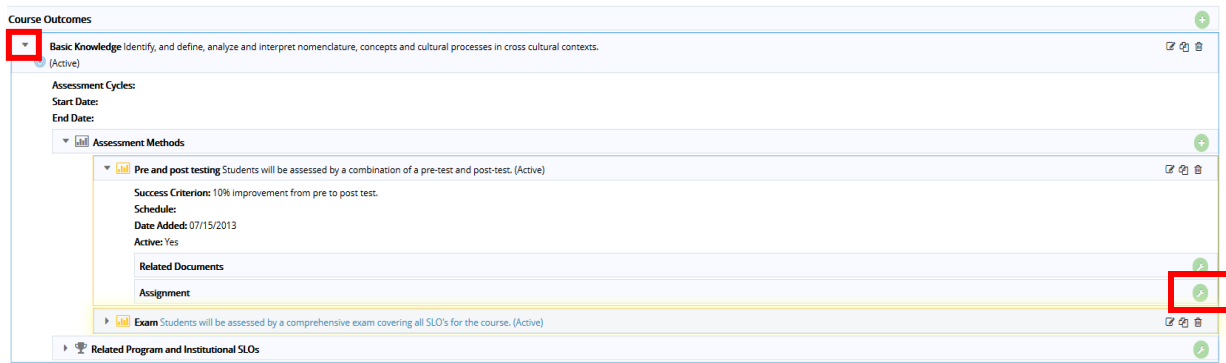 Course Outcomes
Basic Knowledge Identify, and define, analyze and interpret nomenclature, concepts and cultural processes in cross cultural contexts.
(Active)
Assessment Cycles:
Start Date:
End Date:
Assessment Methods
Pre and post testing Students will be assessed by a combination of a pre-test and post-test. (Active)
Success Criterion: 10% improvement from pre to post test.
Schedule:
Date Added: 07/15/2013
Active: Yes
Related Documents
Assignment
Exam Students will be assessed by a comprehensive exam covering all SLO's for the course. (Active)
Related Program and Institutional SLOs